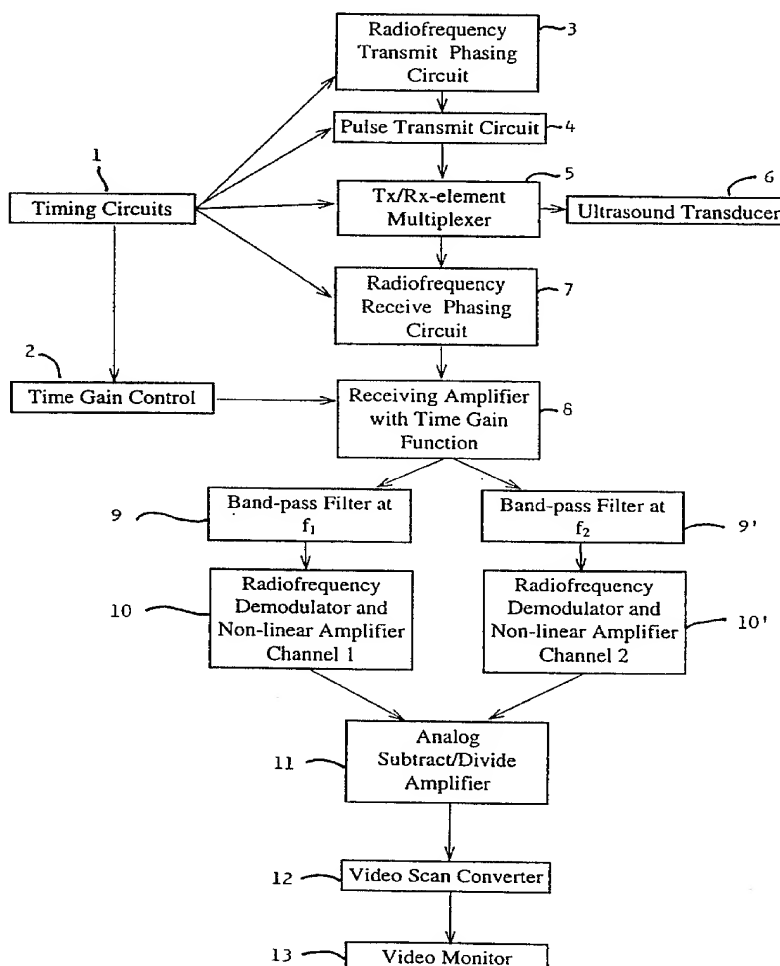 Radiofrequency
Transmit Phasing
Circuit
3
Pulse Transmit Circuit
4
1
Timing Circuits
5
Tx/Rx-element
Multiplexer
6
Ultrasound Transducer
Radiofrequency
Receive Phasing
Circuit
7
2
Time Gain Control
Receiving Amplifier
with Time Gain
Function
8
9
Band-pass Filter at
f₁
Band-pass Filter at
f₂
9'
10
Radiofrequency
Demodulator and
Non-linear Amplifier
Channel 1
Radiofrequency
Demodulator and
Non-linear Amplifier
Channel 2
10'
11
Analog
Subtract/Divide
Amplifier
12
Video Scan Converter
13
Video Monitor